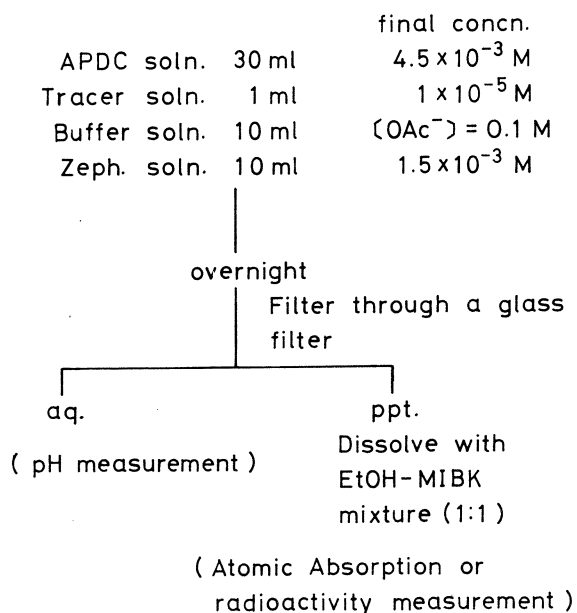 final concn.
APDC soln. 30 ml 4.5 × 10⁻³ M
Tracer soln. 1 ml 1 × 10⁻⁵ M
Buffer soln. 10 ml (OAc⁻) = 0.1 M
Zeph. soln. 10 ml 1.5 × 10⁻³ M
overnight
Filter through a glass
filter
aq.
ppt.
( pH measurement )
Dissolve with
EtOH-MIBK
mixture (1:1)
( Atomic Absorption or
radioactivity measurement )